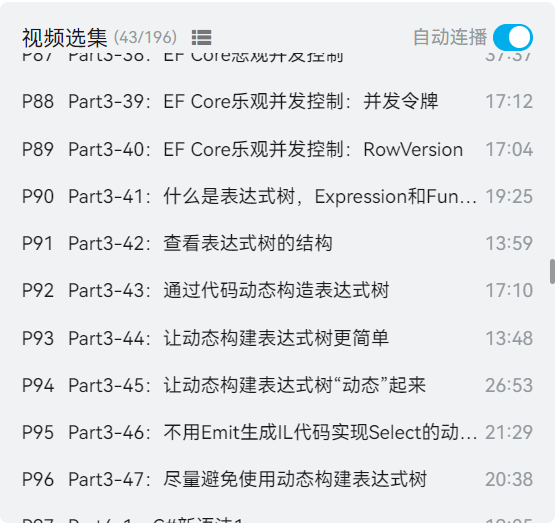 视频选集 (43/196) 自动连播
P87 Part3-38：EF Core悲观并发控制 37:37
P88 Part3-39：EF Core乐观并发控制：并发令牌 17:12
P89 Part3-40：EF Core乐观并发控制：RowVersion 17:04
P90 Part3-41：什么是表达式树，Expression和Fun... 19:25
P91 Part3-42：查看表达式树的结构 13:59
P92 Part3-43：通过代码动态构造表达式树 17:10
P93 Part3-44：让动态构建表达式树更简单 13:48
P94 Part3-45：让动态构建表达式树“动态”起来 26:53
P95 Part3-46：不用Emit生成IL代码实现Select的动... 21:29
P96 Part3-47：尽量避免使用动态构建表达式树 20:38
P97 C#新语法1